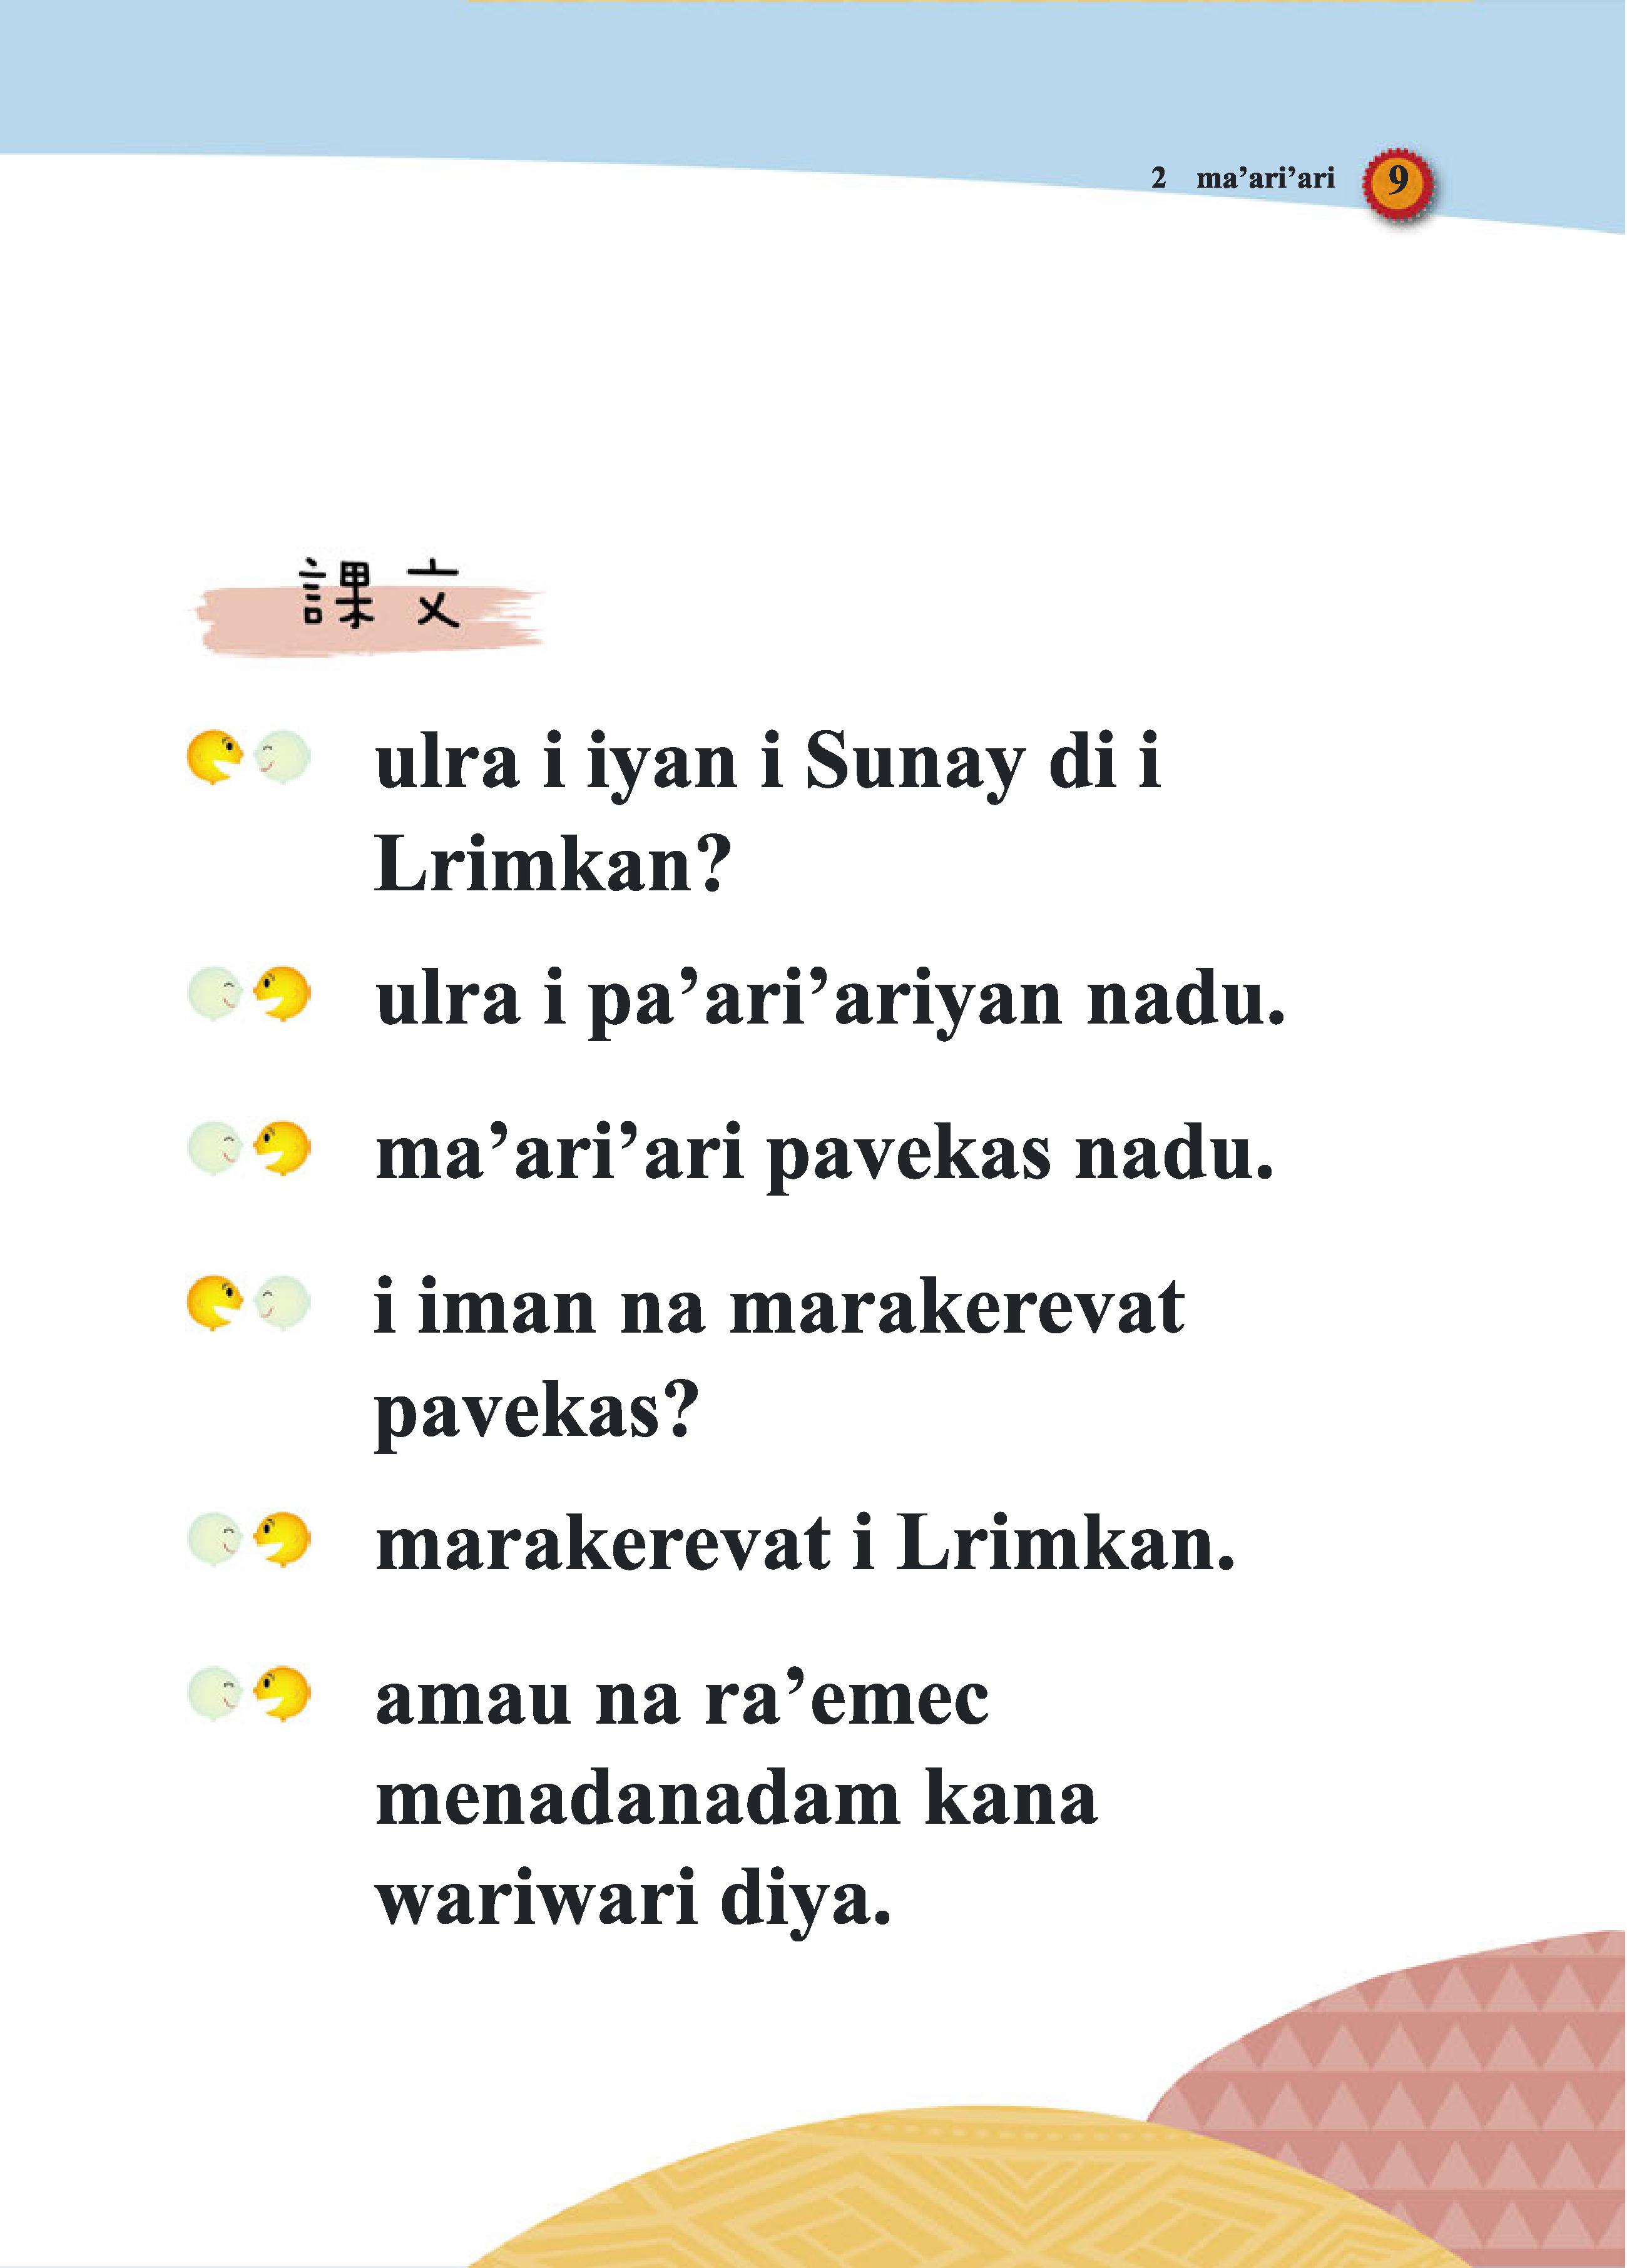 2 ma’ari’ari 9
課文
ulra i iyan i Sunay di i
Lrimkan?
ulra i pa’ari’ariyan nadu.
ma’ari’ari pavekas nadu.
i iman na marakerevat
pavekas?
marakerevat i Lrimkan.
amau na ra’emec
menadanadam kana
wariwari diya.